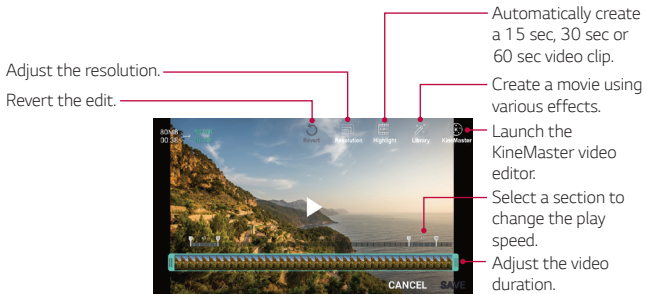 Automatically create
a 15 sec, 30 sec or
60 sec video clip.
Adjust the resolution.
Create a movie using
various effects.
Revert the edit.
Launch the
KineMaster video
editor.
80MB
00:36
Revert
Resolution
Highlight
Library
KineMaster
Select a section to
change the play
speed.
Adjust the video
duration.
CANCEL
SAVE